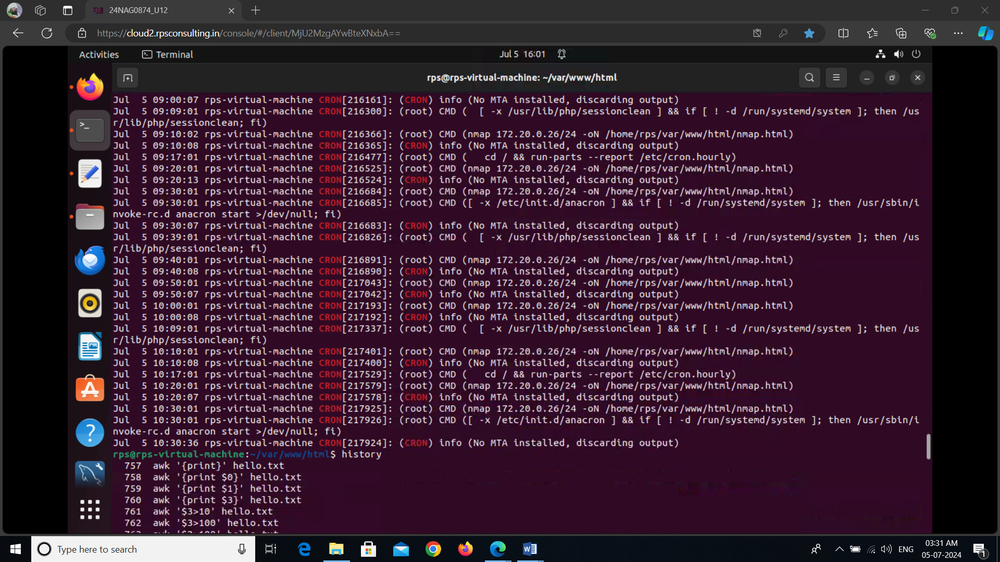 24NAG0874_U12
https://cloud2.rpsconsulting.in/console/#/client/MjU2MzgAYwBteXNxbA==
Activities Terminal Jul 5 16:01
rps@rps-virtual-machine: ~/var/www/html
Jul  5 09:00:07 rps-virtual-machine CRON[216161]: (CRON) info (No MTA installed, discarding output)
Jul  5 09:09:01 rps-virtual-machine CRON[216300]: (root) CMD (  [ -x /usr/lib/php/sessionclean ] && if [ ! -d /run/systemd/system ]; then /us
r/lib/php/sessionclean; fi)
Jul  5 09:10:02 rps-virtual-machine CRON[216366]: (root) CMD (nmap 172.20.0.26/24 -oN /home/rps/var/www/html/nmap.html)
Jul  5 09:10:08 rps-virtual-machine CRON[216365]: (CRON) info (No MTA installed, discarding output)
Jul  5 09:17:01 rps-virtual-machine CRON[216477]: (root) CMD (   cd / && run-parts --report /etc/cron.hourly)
Jul  5 09:20:01 rps-virtual-machine CRON[216525]: (root) CMD (nmap 172.20.0.26/24 -oN /home/rps/var/www/html/nmap.html)
Jul  5 09:20:13 rps-virtual-machine CRON[216524]: (CRON) info (No MTA installed, discarding output)
Jul  5 09:30:01 rps-virtual-machine CRON[216684]: (root) CMD (nmap 172.20.0.26/24 -oN /home/rps/var/www/html/nmap.html)
Jul  5 09:30:01 rps-virtual-machine CRON[216685]: (root) CMD ([ -x /etc/init.d/anacron ] && if [ ! -d /run/systemd/system ]; then /usr/sbin/i
nvoke-rc.d anacron start >/dev/null; fi)
Jul  5 09:30:07 rps-virtual-machine CRON[216683]: (CRON) info (No MTA installed, discarding output)
Jul  5 09:39:01 rps-virtual-machine CRON[216826]: (root) CMD (  [ -x /usr/lib/php/sessionclean ] && if [ ! -d /run/systemd/system ]; then /us
r/lib/php/sessionclean; fi)
Jul  5 09:40:01 rps-virtual-machine CRON[216891]: (root) CMD (nmap 172.20.0.26/24 -oN /home/rps/var/www/html/nmap.html)
Jul  5 09:40:08 rps-virtual-machine CRON[216890]: (CRON) info (No MTA installed, discarding output)
Jul  5 09:50:01 rps-virtual-machine CRON[217043]: (root) CMD (nmap 172.20.0.26/24 -oN /home/rps/var/www/html/nmap.html)
Jul  5 09:50:07 rps-virtual-machine CRON[217042]: (CRON) info (No MTA installed, discarding output)
Jul  5 10:00:01 rps-virtual-machine CRON[217193]: (root) CMD (nmap 172.20.0.26/24 -oN /home/rps/var/www/html/nmap.html)
Jul  5 10:00:08 rps-virtual-machine CRON[217192]: (CRON) info (No MTA installed, discarding output)
Jul  5 10:09:01 rps-virtual-machine CRON[217337]: (root) CMD (  [ -x /usr/lib/php/sessionclean ] && if [ ! -d /run/systemd/system ]; then /us
r/lib/php/sessionclean; fi)
Jul  5 10:10:01 rps-virtual-machine CRON[217401]: (root) CMD (nmap 172.20.0.26/24 -oN /home/rps/var/www/html/nmap.html)
Jul  5 10:10:08 rps-virtual-machine CRON[217400]: (CRON) info (No MTA installed, discarding output)
Jul  5 10:17:01 rps-virtual-machine CRON[217529]: (root) CMD (   cd / && run-parts --report /etc/cron.hourly)
Jul  5 10:20:01 rps-virtual-machine CRON[217579]: (root) CMD (nmap 172.20.0.26/24 -oN /home/rps/var/www/html/nmap.html)
Jul  5 10:20:07 rps-virtual-machine CRON[217578]: (CRON) info (No MTA installed, discarding output)
Jul  5 10:30:01 rps-virtual-machine CRON[217925]: (root) CMD (nmap 172.20.0.26/24 -oN /home/rps/var/www/html/nmap.html)
Jul  5 10:30:01 rps-virtual-machine CRON[217926]: (root) CMD ([ -x /etc/init.d/anacron ] && if [ ! -d /run/systemd/system ]; then /usr/sbin/i
nvoke-rc.d anacron start >/dev/null; fi)
Jul  5 10:30:36 rps-virtual-machine CRON[217924]: (CRON) info (No MTA installed, discarding output)
rps@rps-virtual-machine:~/var/www/html$ history
757  awk '{print}' hello.txt
758  awk '{print $0}' hello.txt
759  awk '{print $1}' hello.txt
760  awk '{print $3}' hello.txt
761  awk '$3>10' hello.txt
762  awk '$3>100' hello.txt
Type here to search
ENG
03:31 AM
05-07-2024
1